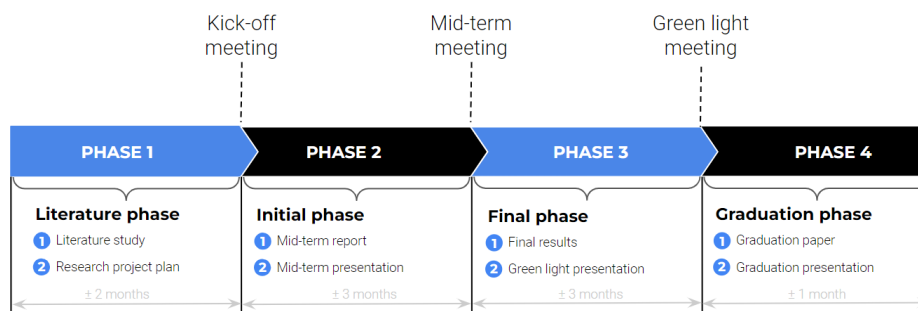 Kick-off
meeting
Mid-term
meeting
Green light
meeting
PHASE 1
PHASE 2
PHASE 3
PHASE 4
Literature phase
1 Literature study
2 Research project plan
± 2 months
Initial phase
1 Mid-term report
2 Mid-term presentation
± 3 months
Final phase
1 Final results
2 Green light presentation
± 3 months
Graduation phase
1 Graduation paper
2 Graduation presentation
± 1 month